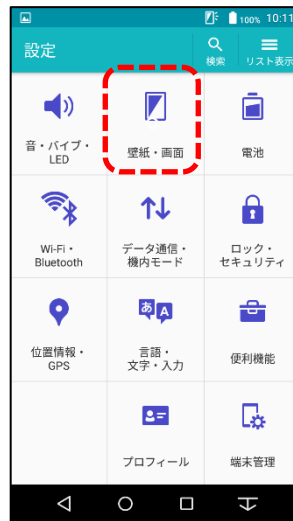 100% 10:11
設定
検索
リスト表示
音・バイブ・
LED
壁紙・画面
電池
Wi-Fi・
Bluetooth
データ通信・
機内モード
ロック・
セキュリティ
位置情報・
GPS
あ A
言語・
文字・入力
便利機能
プロフィール
端末管理